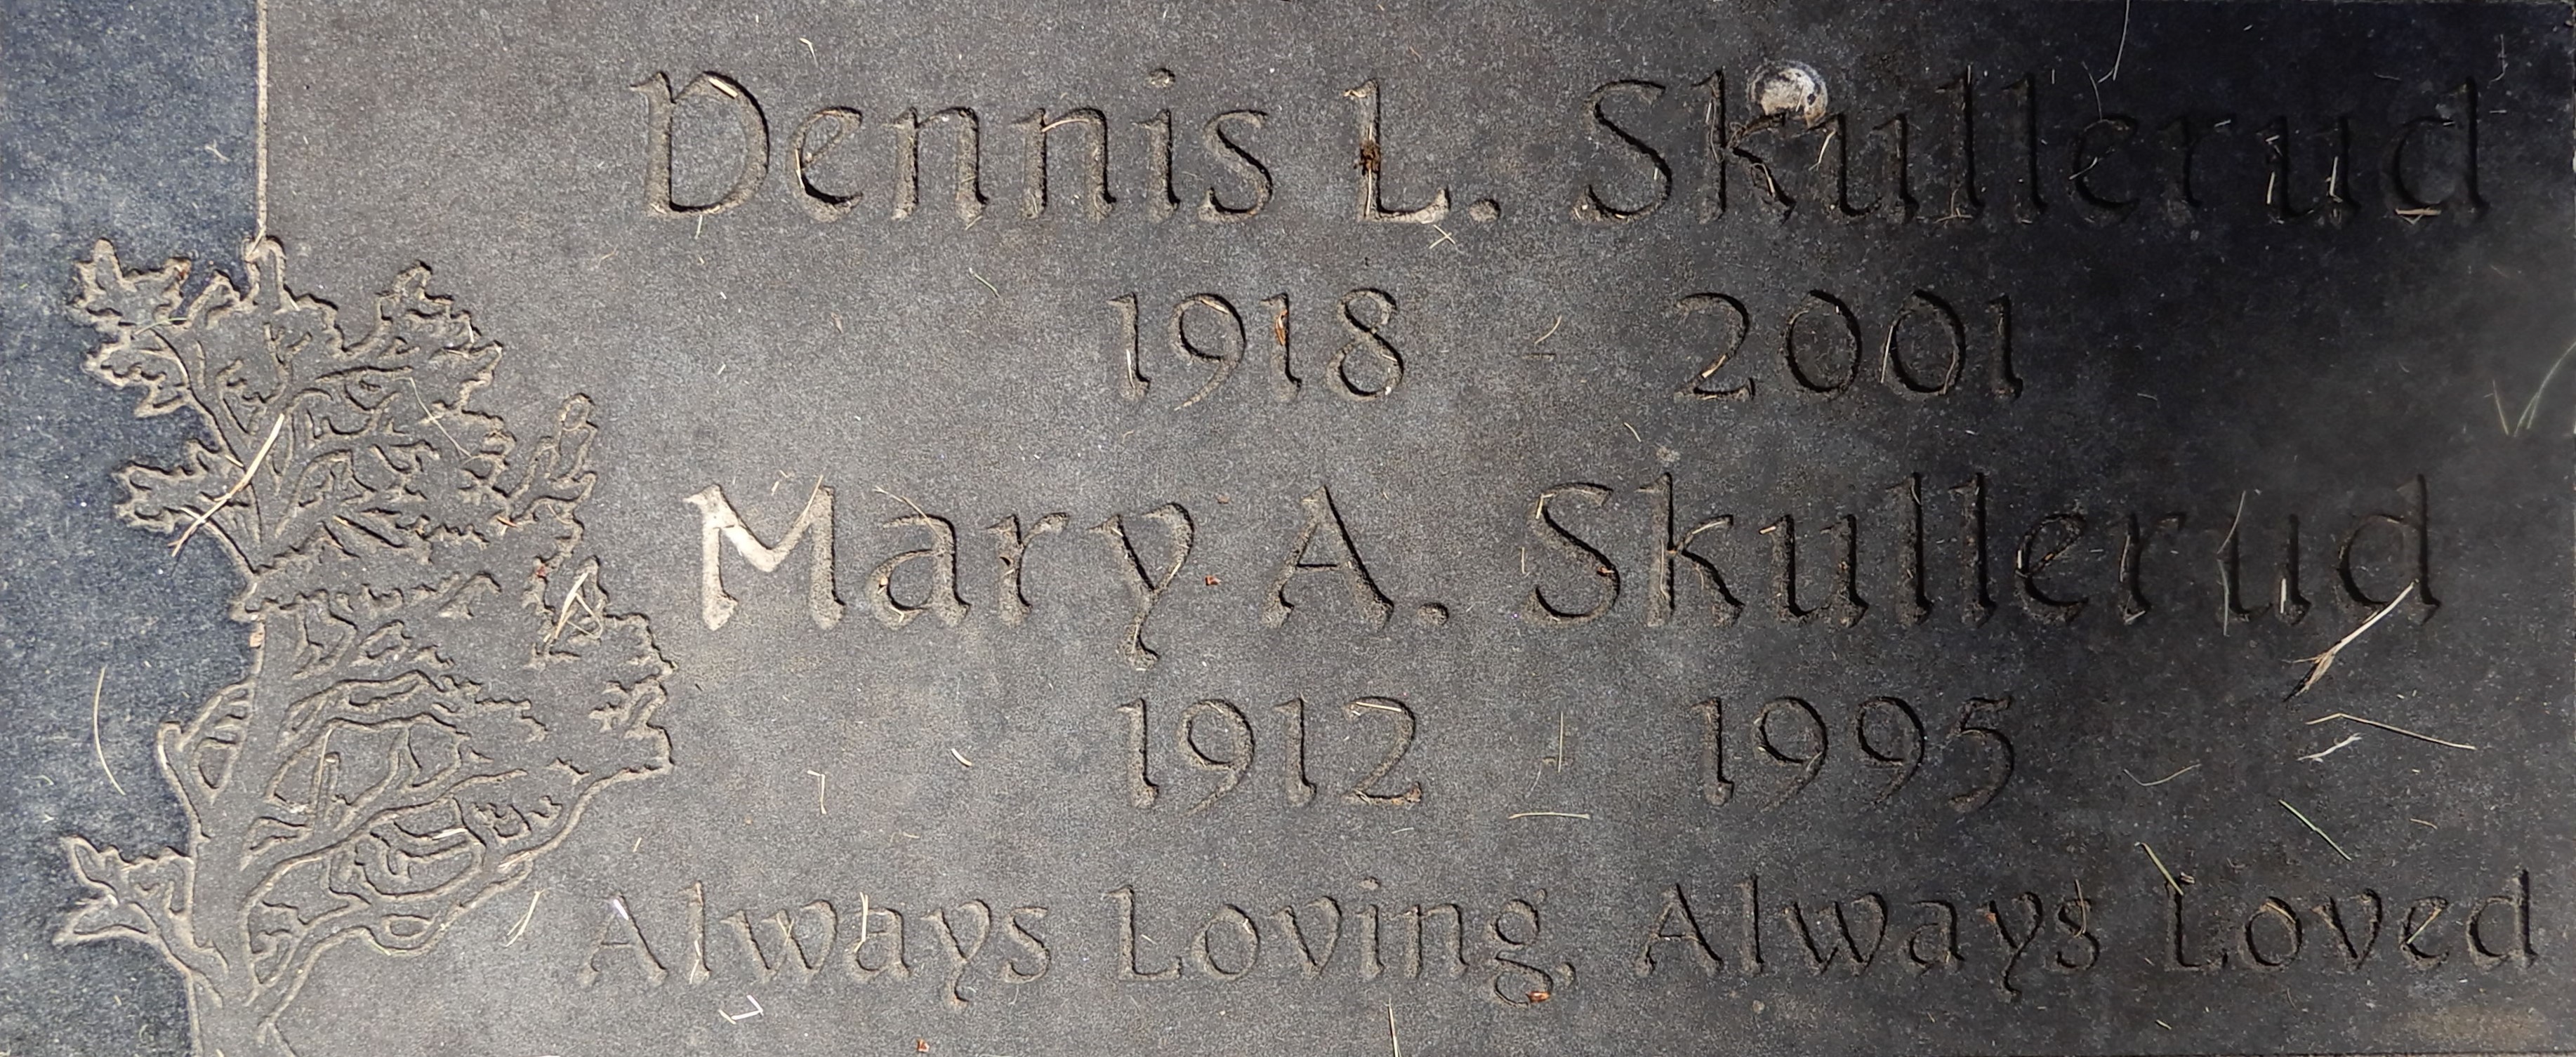 Dennis L. Skullerud
1918 - 2001
Mary A. Skullerud
1912 - 1995
Always Loving, Always Loved